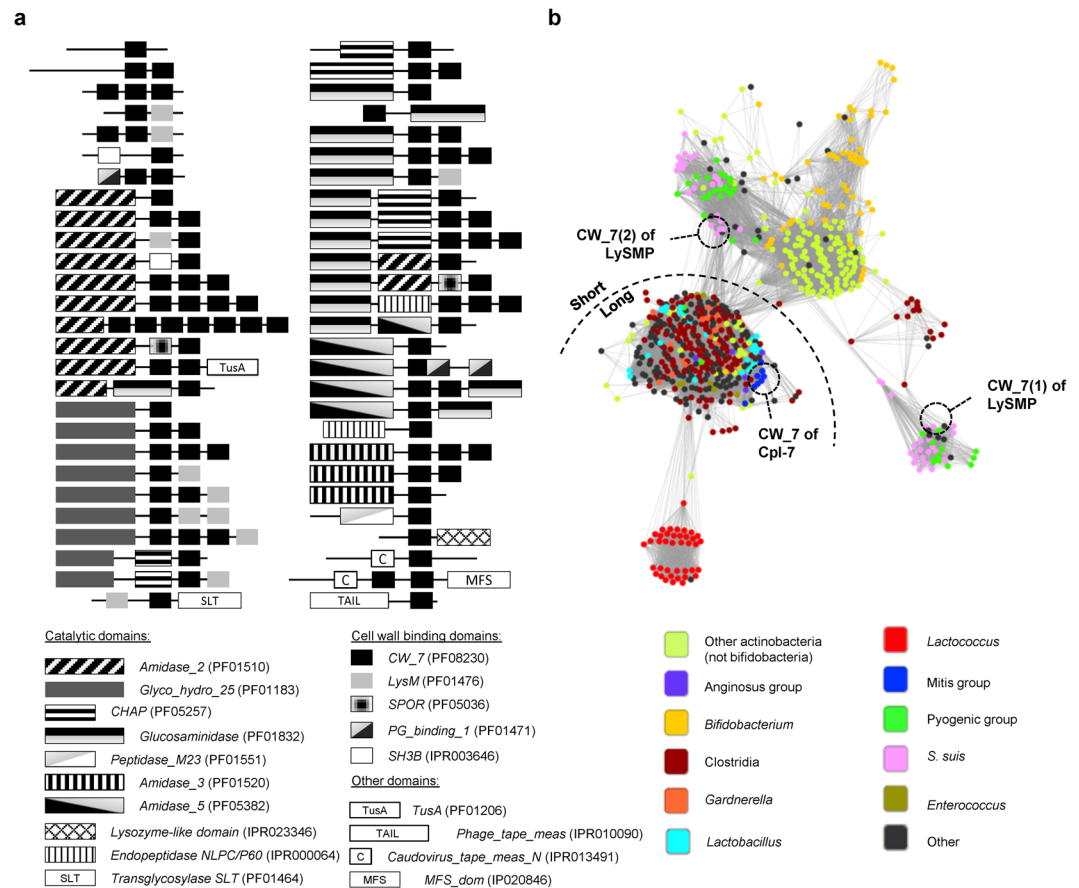 a
b
TusA
SLT
C
C
MFS
TAIL
CW_7(2) of
LySMP
Short
Long
CW_7 of
Cpl-7
CW_7(1) of
LySMP
Catalytic domains:
Amidase_2 (PF01510)
Glyco_hydro_25 (PF01183)
CHAP (PF05257)
Glucosaminidase (PF01832)
Peptidase_M23 (PF01551)
Amidase_3 (PF01520)
Amidase_5 (PF05382)
Lysozyme-like domain (IPR023346)
Endopeptidase NLPC/P60 (IPR000064)
SLT Transglycosylase SLT (PF01464)
Cell wall binding domains:
CW_7 (PF08230)
LysM (PF01476)
SPOR (PF05036)
PG_binding_1 (PF01471)
SH3B (IPR003646)
Other domains:
TusA TusA (PF01206)
TAIL Phage_tape_meas (IPR010090)
C Caudovirus_tape_meas_N (IPR013491)
MFS MFS_dom (IP020846)
Other actinobacteria
(not bifidobacteria)
Anginosus group
Bifidobacterium
Clostridia
Gardnerella
Lactobacillus
Lactococcus
Mitis group
Pyogenic group
S. suis
Enterococcus
Other